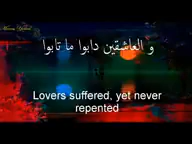 و العاشقين دابوا ما تابوا
Lovers suffered, yet never
repented